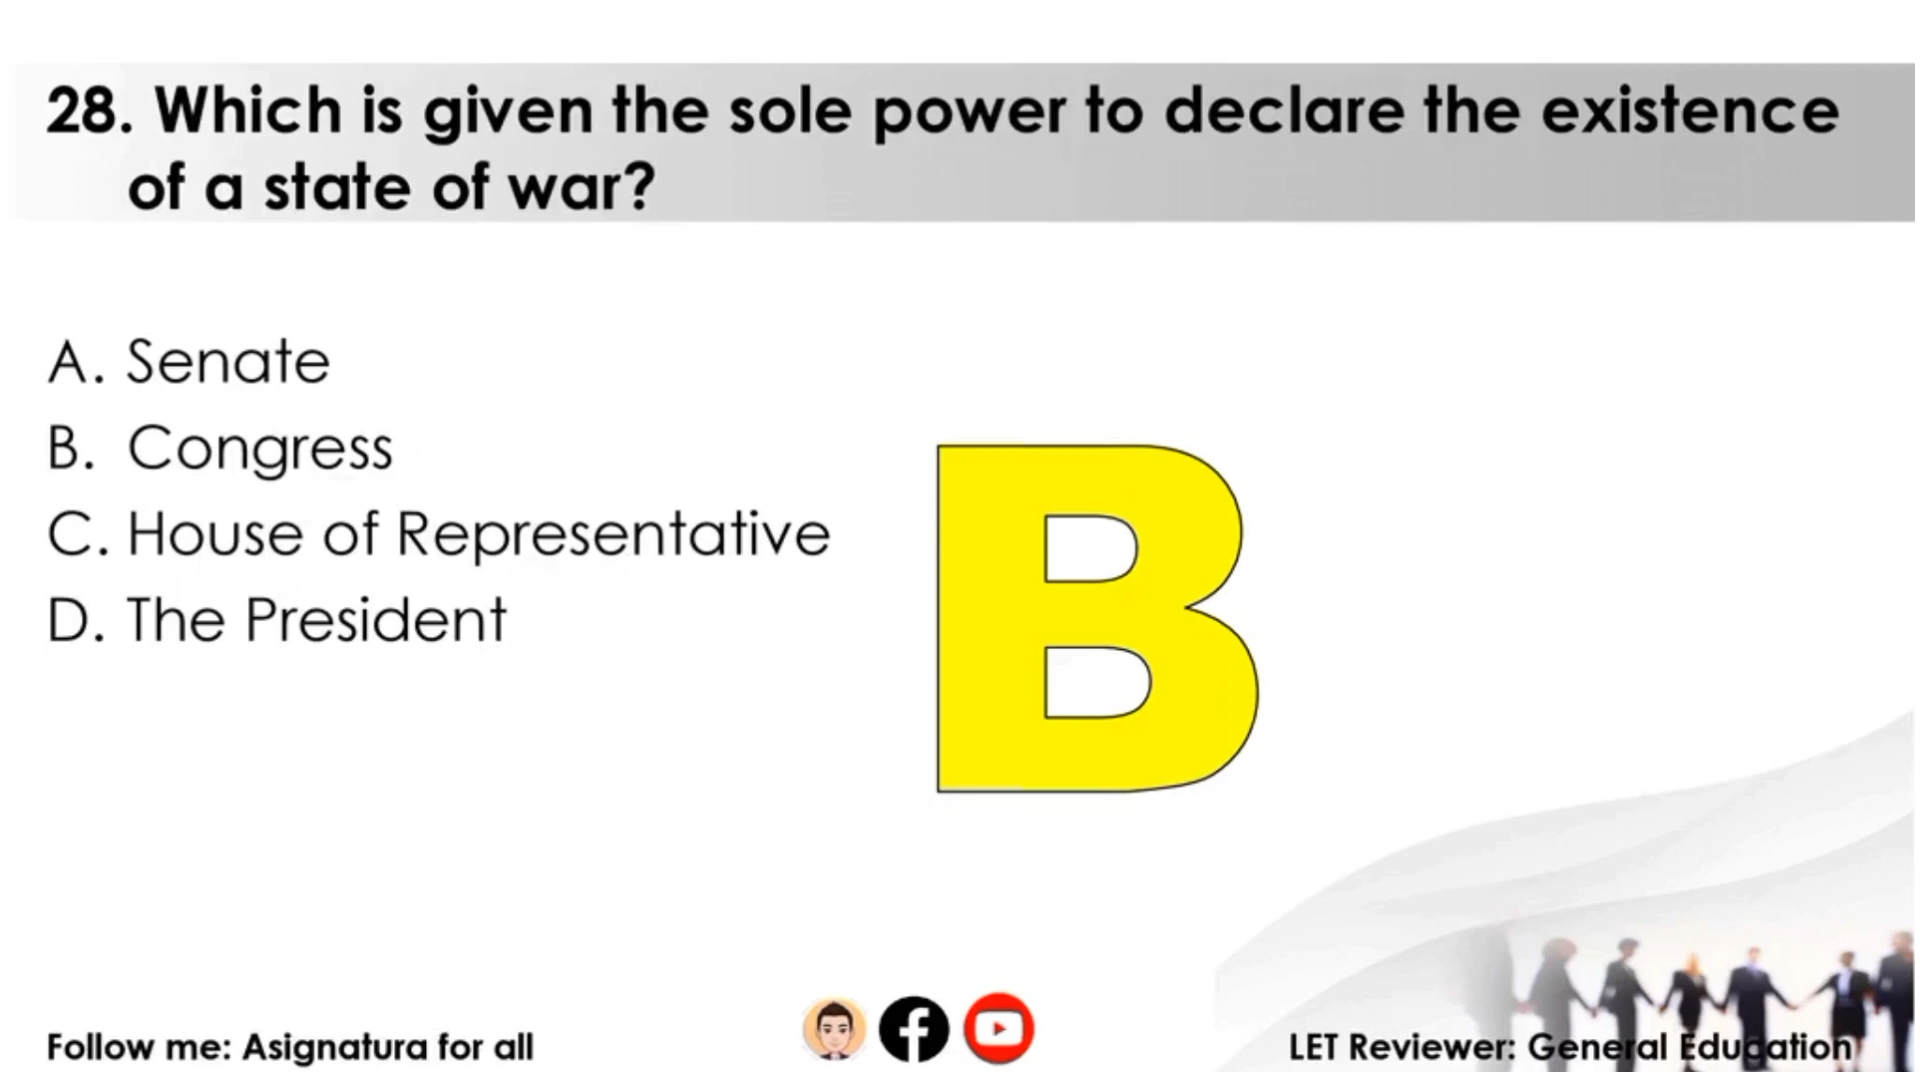 28. Which is given the sole power to declare the existence
of a state of war?
A. Senate
B. Congress
C. House of Representative
D. The President
B
Follow me: Asignatura for all
LET Reviewer: General Education